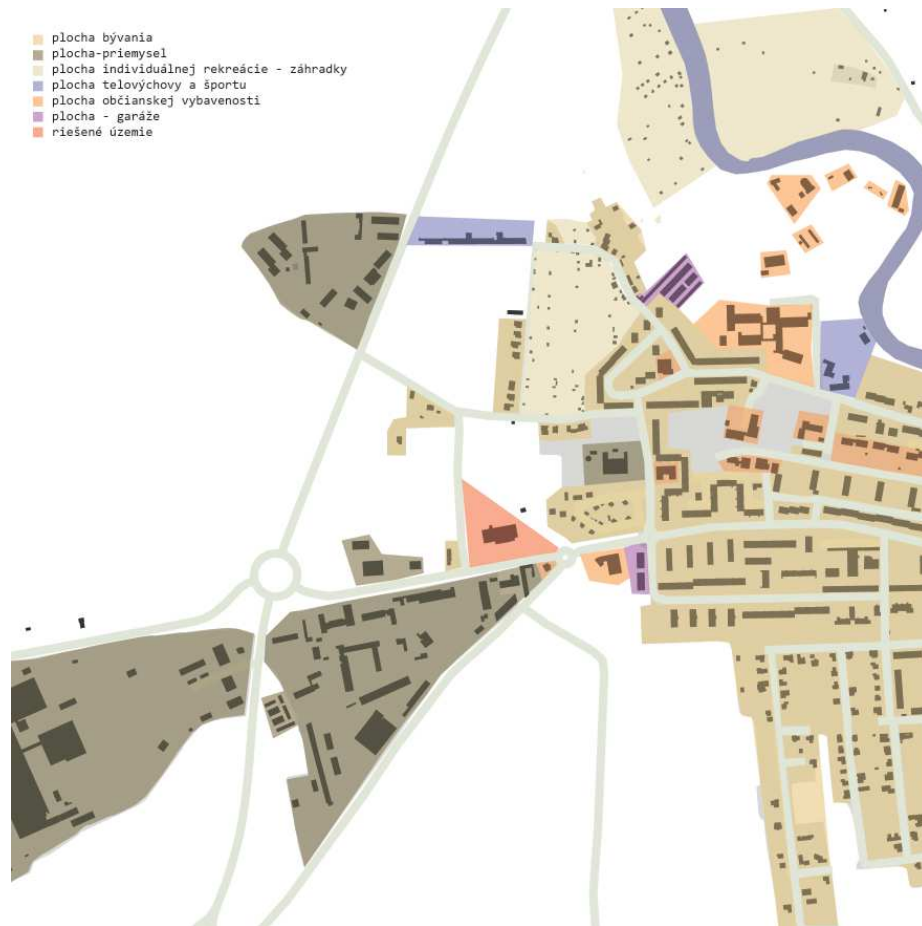 plocha bývania
plocha-priemysel
plocha individuálnej rekreácie - záhradky
plocha telovýchovy a športu
plocha občianskej vybavenosti
plocha - garáže
riešené územie